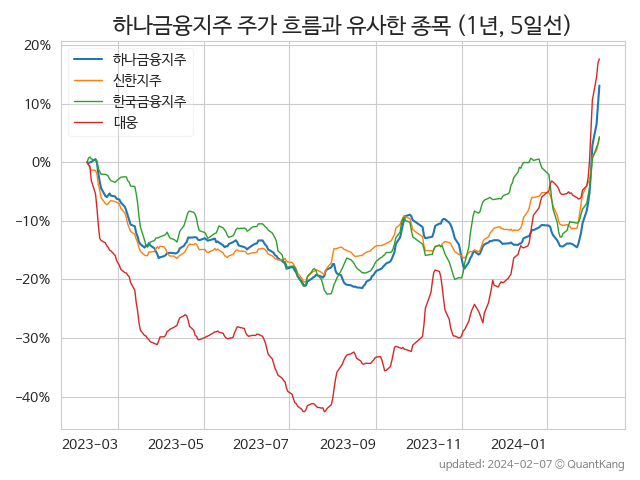 하나금융지주 주가 흐름과 유사한 종목 (1년, 5일선)
20%
10%
0%
−10%
−20%
−30%
−40%
하나금융지주
신한지주
한국금융지주
대웅
2023-03
2023-05
2023-07
2023-09
2023-11
2024-01
updated: 2024-02-07 © QuantKang